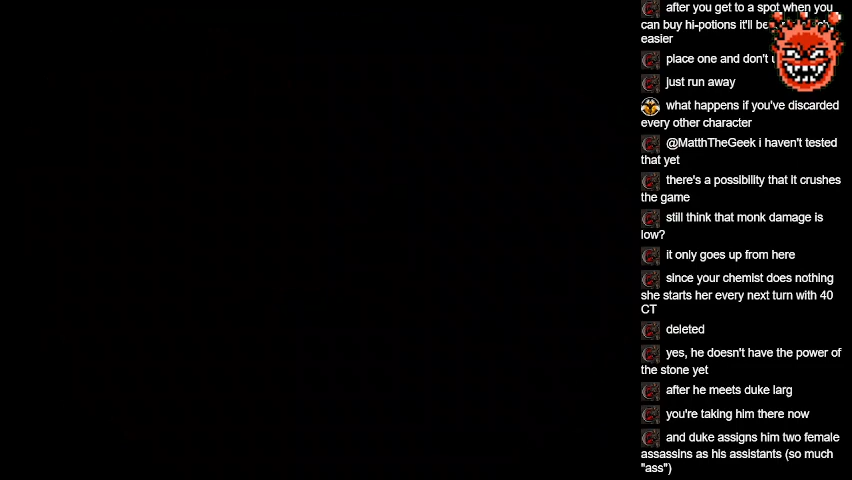 after you get to a spot when you
can buy hi-potions it'll be
easier
place one and don't
just run away
what happens if you've discarded
every other character
@MatthTheGeek i haven't tested
that yet
there's a possibility that it crushes
the game
still think that monk damage is
low?
it only goes up from here
since your chemist does nothing
she starts her every next turn with 40
CT
deleted
yes, he doesn't have the power of
the stone yet
after he meets duke larg
you're taking him there now
and duke assigns him two female
assassins as his assistants (so much
"ass")